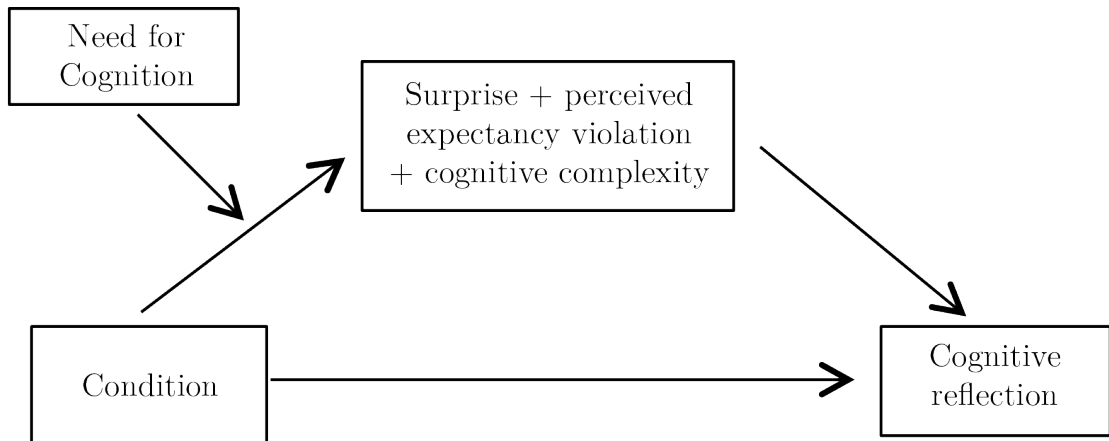 Need for
Cognition
Surprise + perceived
expectancy violation
+ cognitive complexity
Condition
Cognitive
reflection